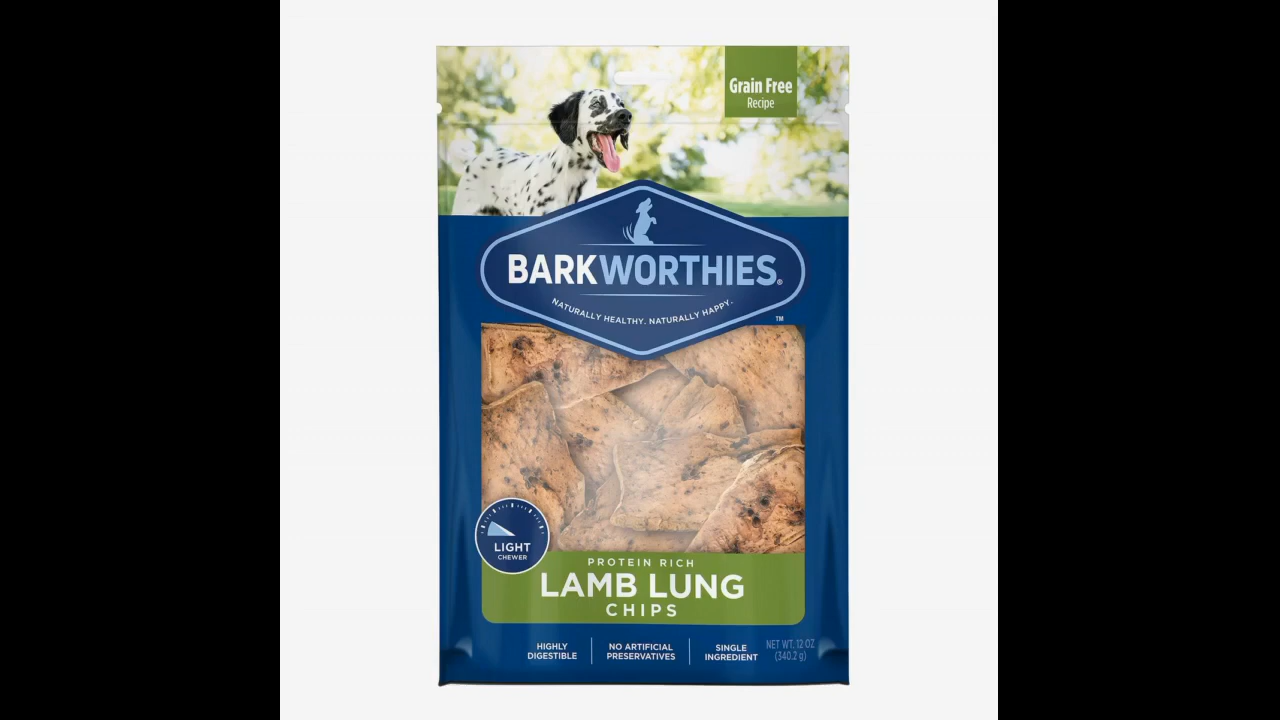 Grain Free
Recipe
BARKWORTHIES®
NATURALLY HEALTHY. NATURALLY HAPPY.
™
LIGHT
CHEWER
PROTEIN RICH
LAMB LUNG
CHIPS
HIGHLY
DIGESTIBLE
NO ARTIFICIAL
PRESERVATIVES
SINGLE
INGREDIENT
NET WT. 12 OZ
(340.2 g)